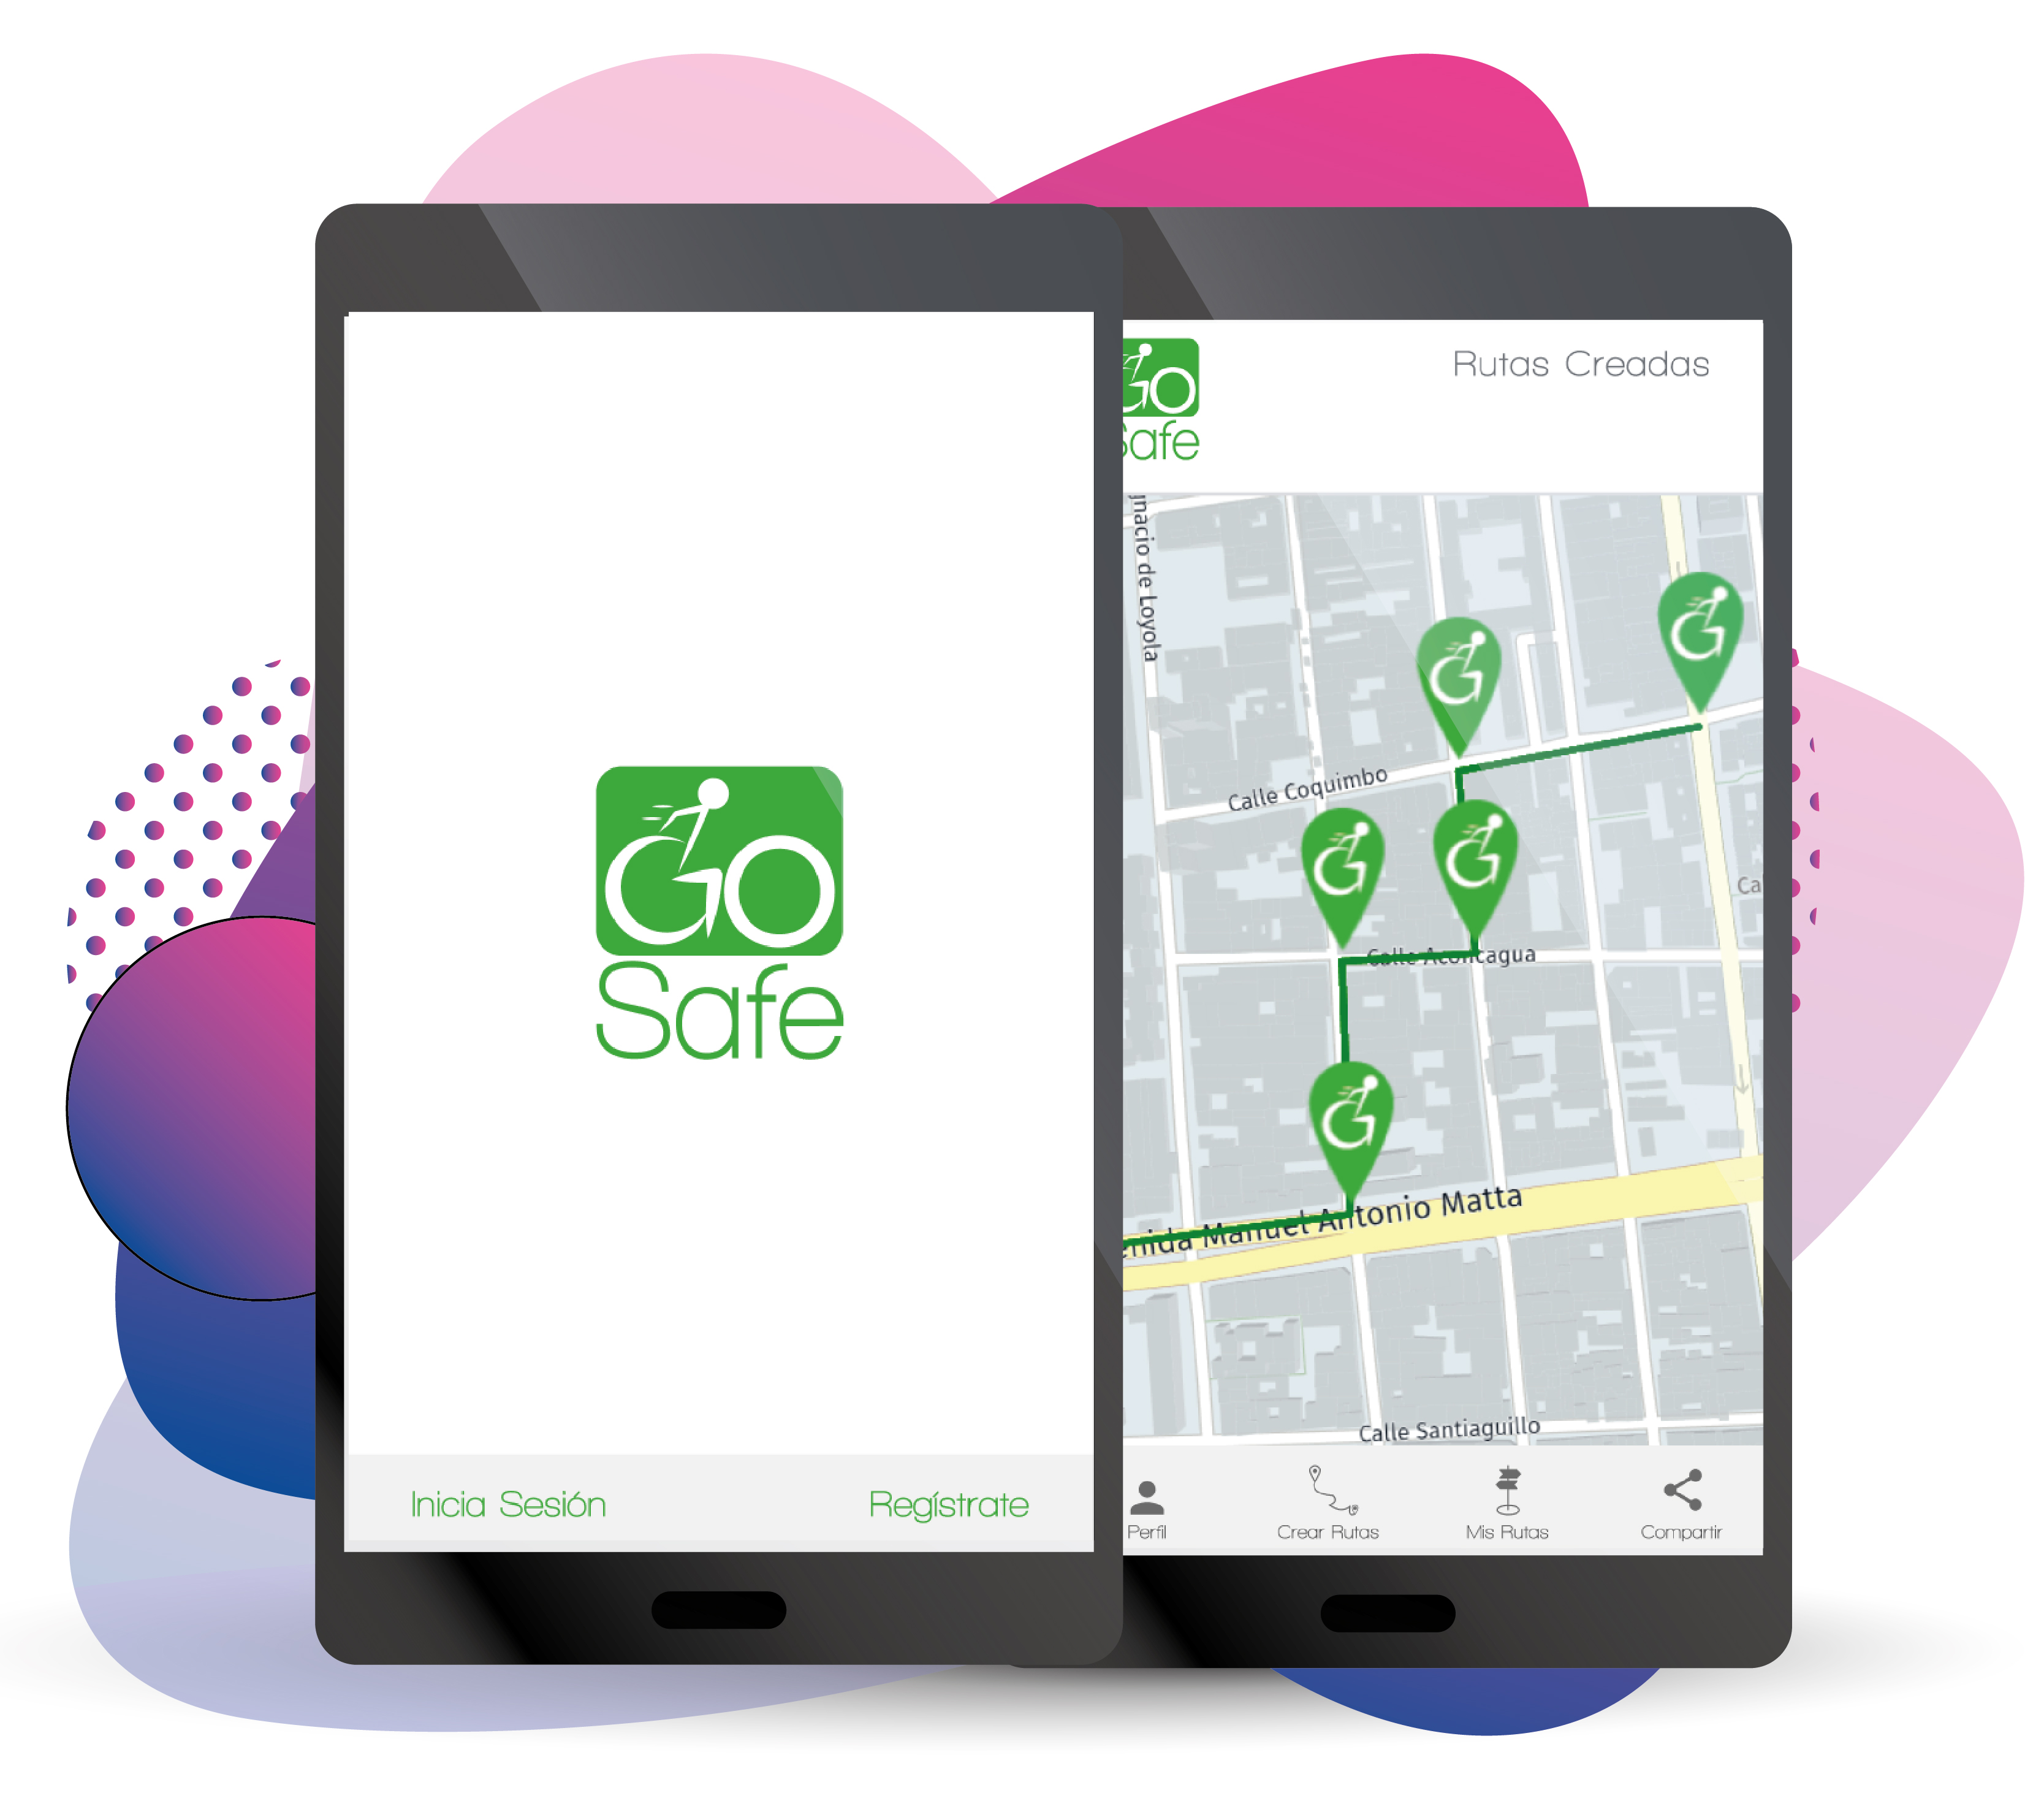 GO
Safe
Inicia Sesión
Regístrate
GO
Safe
Rutas Creadas
gnacio de Loyola
Calle Coquimbo
Ca
Calle Aconcagua
enida Manuel Antonio Matta
Calle Santiaguillo
Perfil
Crear Rutas
Mis Rutas
Compartir